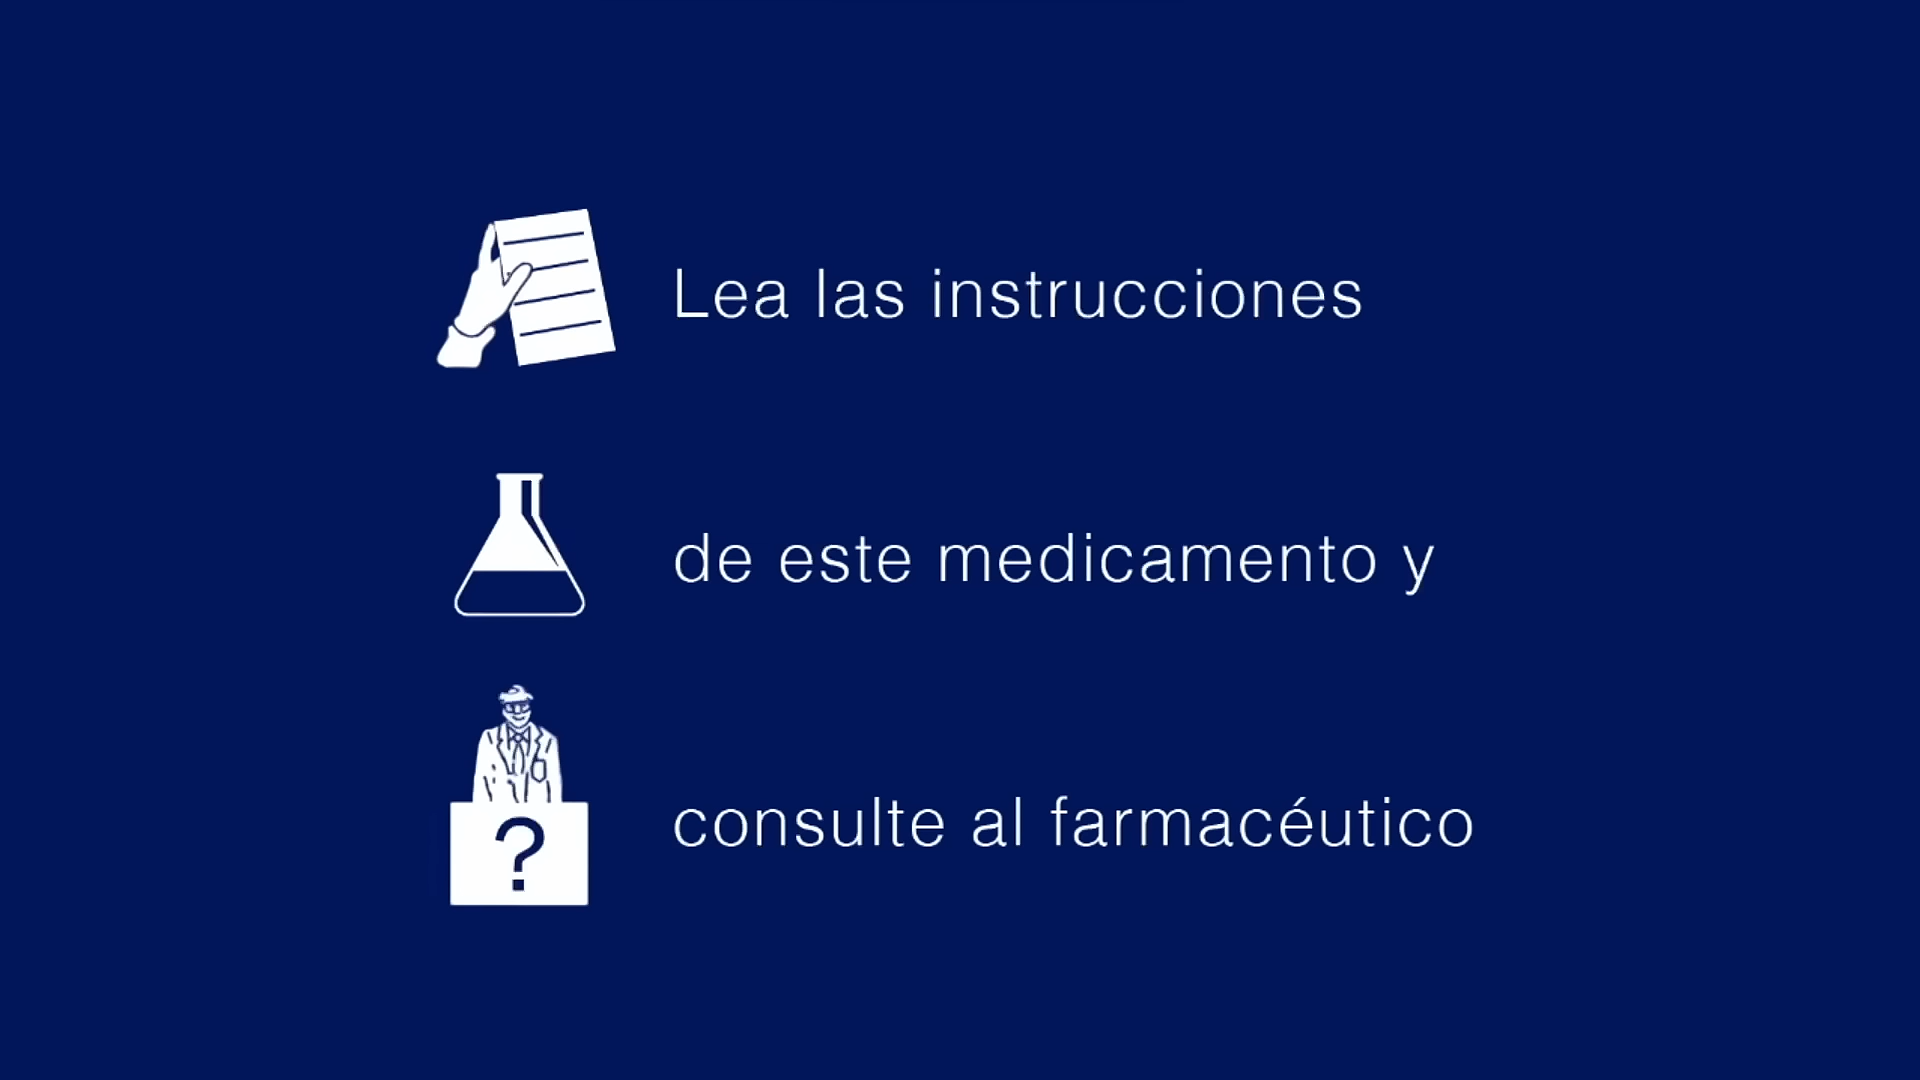 Lea las instrucciones
de este medicamento y
consulte al farmacéutico
?